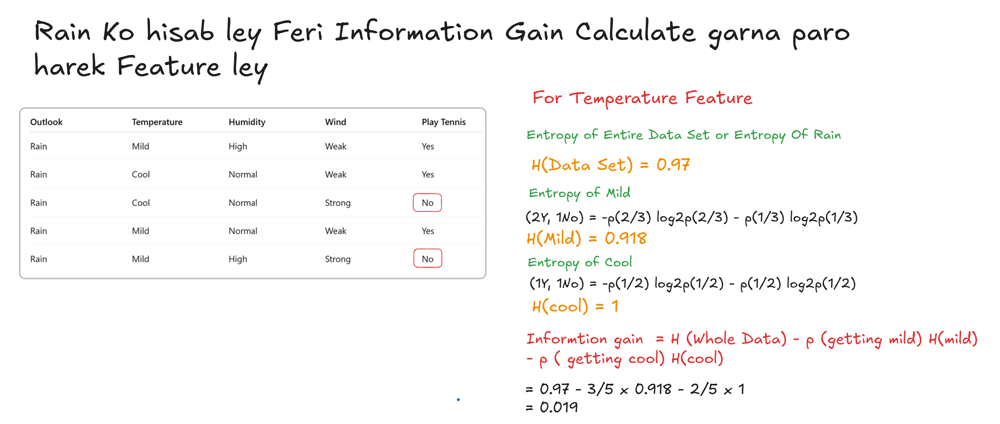 Rain Ko hisab ley Feri Information Gain Calculate garna paro
harek Feature ley
Outlook Temperature Humidity Wind Play Tennis
Rain Mild High Weak Yes
Rain Cool Normal Weak Yes
Rain Cool Normal Strong No
Rain Mild Normal Weak Yes
Rain Mild High Strong No
For Temperature Feature
Entropy of Entire Data Set or Entropy Of Rain
H(Data Set) = 0.97
Entropy of Mild
(2Y, 1No) = -p(2/3) log2p(2/3) - p(1/3) log2p(1/3)
H(Mild) = 0.918
Entropy of Cool
(1Y, 1No) = -p(1/2) log2p(1/2) - p(1/2) log2p(1/2)
H(cool) = 1
Informtion gain = H (Whole Data) - p (getting mild) H(mild)
- p ( getting cool) H(cool)
= 0.97 - 3/5 x 0.918 - 2/5 x 1
= 0.019